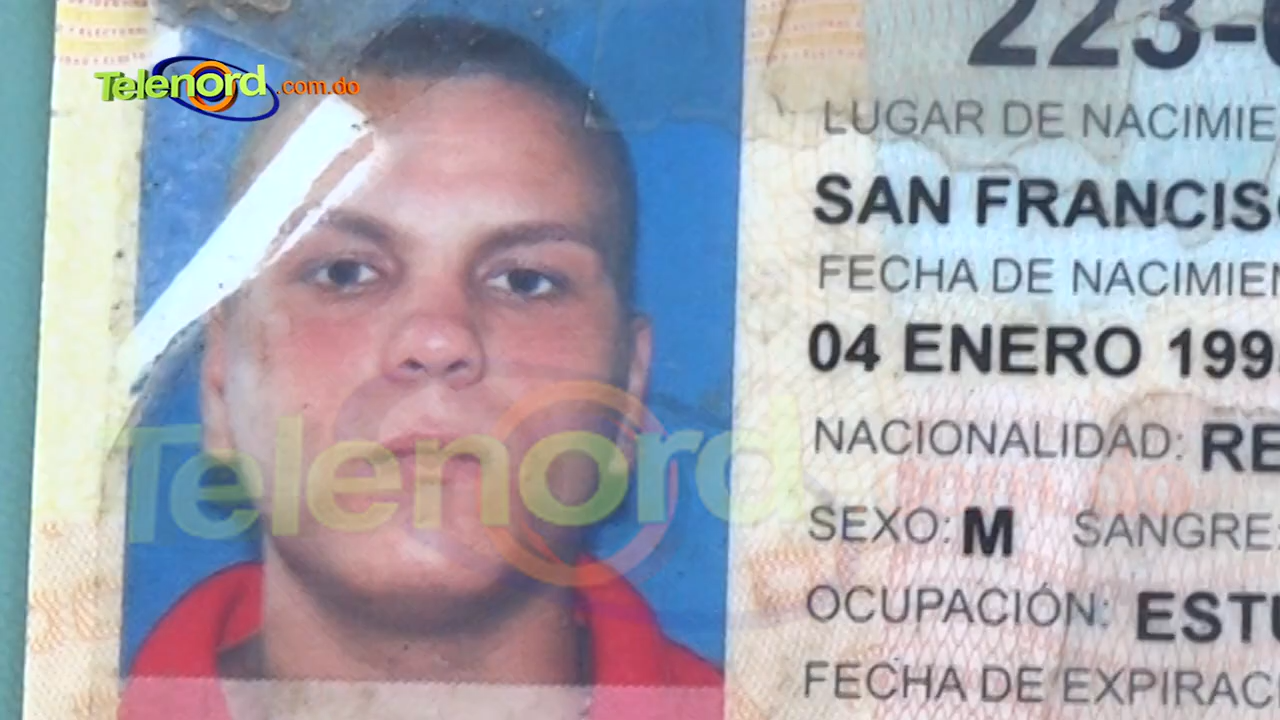 Telenord.com.do
223-
LUGAR DE NACIMIE
SAN FRANCIS
FECHA DE NACIMIEN
04 ENERO 199
NACIONALIDAD: RE
Telenord
SEXO: M SANGRE
OCUPACIÓN: ESTU
FECHA DE EXPIRAC